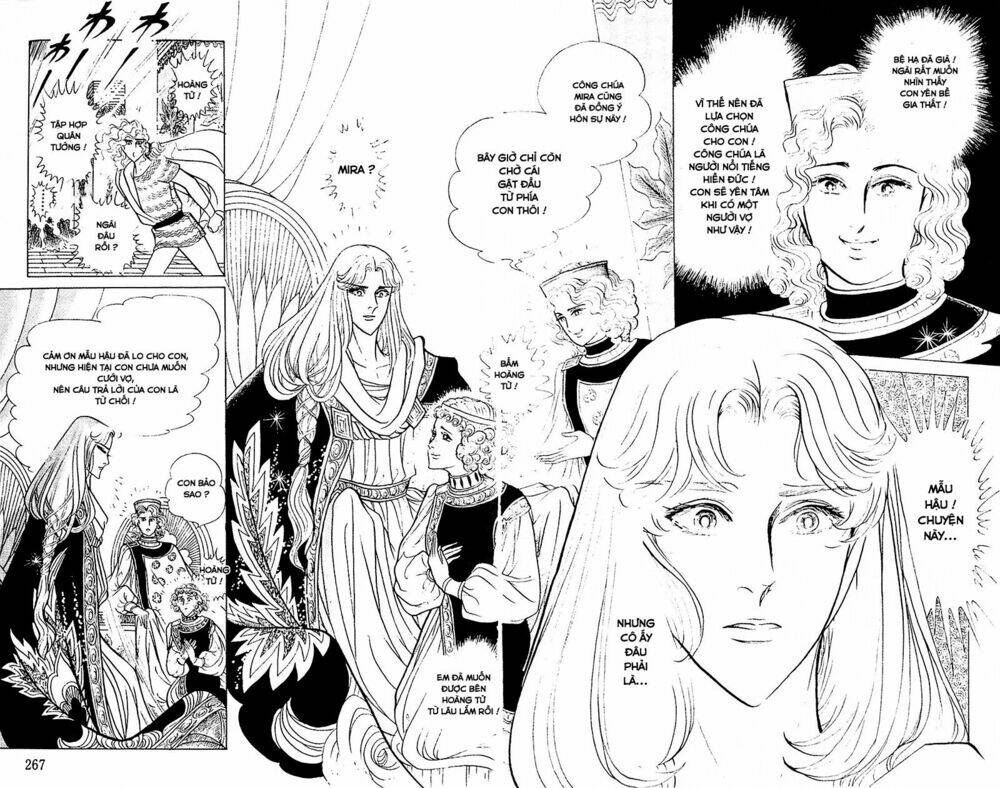 BỆ HẠ ĐÃ GIÀ !
NGÀI RẤT MUỐN
NHÌN THẤY
CON YÊN BỀ
GIA THẤT !
VÌ THẾ NÊN ĐÃ
LỰA CHỌN
CÔNG CHÚA
CHO CON !
CÔNG CHÚA LÀ
NGƯỜI NỔI TIẾNG
HIỀN ĐỨC !
CON SẼ YÊN TÂM
KHI CÓ MỘT
NGƯỜI VỢ
NHƯ VẬY !
MẪU
HẬU !
CHUYỆN
NÀY...
NHƯNG
CÔ ẤY
ĐÂU
PHẢI
LÀ...
CÔNG CHÚA
MIRA CŨNG
ĐÃ ĐỒNG Ý
HÔN SỰ NÀY !
BÂY GIỜ CHỈ CÒN
CHỜ CÁI
GẬT ĐẦU
TỪ PHÍA
CON THÔI !
MIRA ?
BẨM
HOÀNG
TỬ !
EM ĐÃ MUỐN
ĐƯỢC BÊN
HOÀNG TỬ
TỪ LÂU LẮM RỒI !
わーわーわー
HOÀNG
TỬ !
TẬP HỢP
QUÂN
TƯỚNG !
NGÀI
ĐÂU
RỒI ?
CẢM ƠN MẪU HẬU ĐÃ LO CHO CON,
NHƯNG HIỆN TẠI CON CHƯA MUỐN
CƯỚI VỢ,
NÊN CÂU TRẢ LỜI CỦA CON LÀ
TỪ CHỐI !
CON BẢO
SAO ?
HOÀNG
TỬ !
267